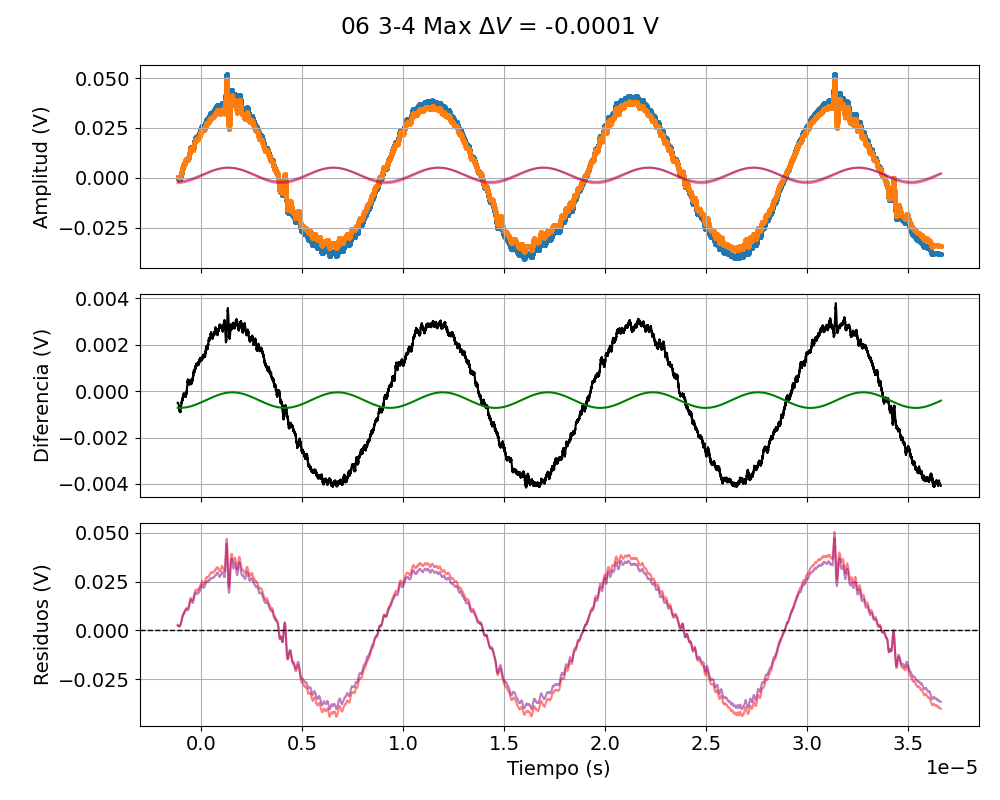 06 3-4 Max ΔV = -0.0001 V
Amplitud (V)
0.050
0.025
0.000
−0.025
Diferencia (V)
0.004
0.002
0.000
−0.002
−0.004
Residuos (V)
0.050
0.025
0.000
−0.025
0.0 0.5 1.0 1.5 2.0 2.5 3.0 3.5
Tiempo (s)
1e−5